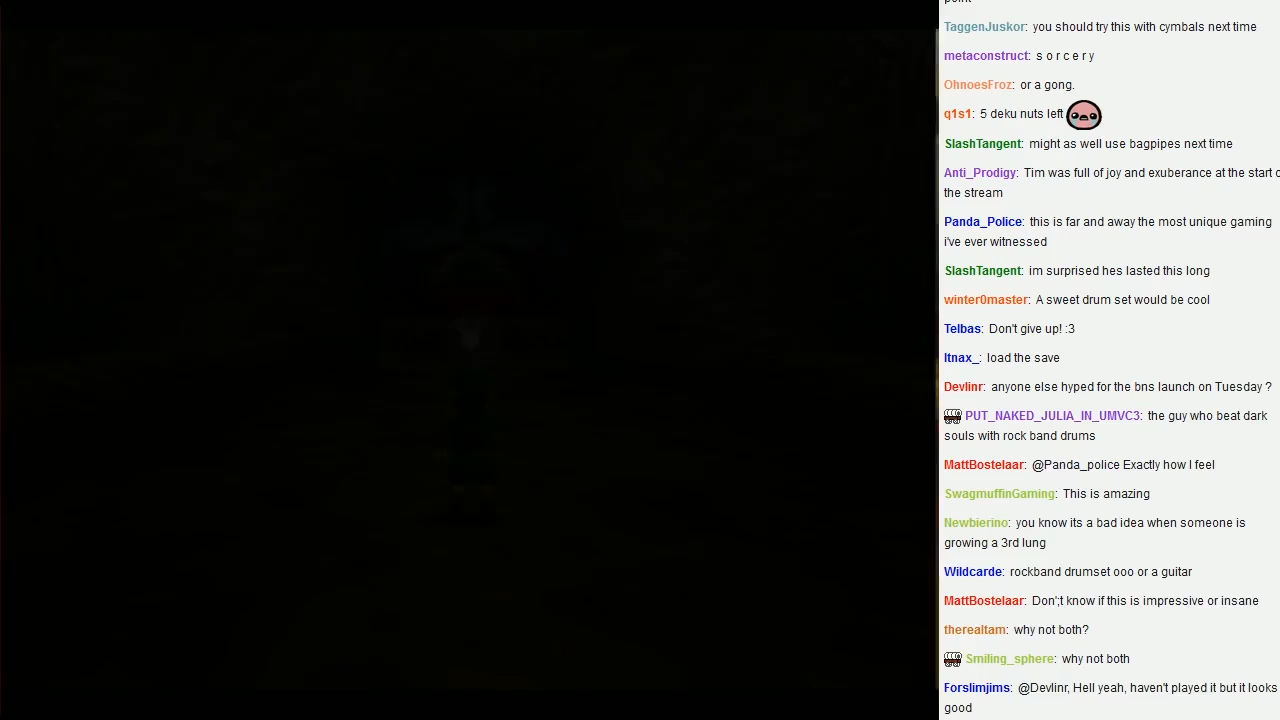 TaggenJuskor: you should try this with cymbals next time
metaconstruct: s o r c e r y
OhnoesFroz: or a gong.
q1s1: 5 deku nuts left
SlashTangent: might as well use bagpipes next time
Anti_Prodigy: Tim was full of joy and exuberance at the start
the stream
Panda_Police: this is far and away the most unique gaming
i've ever witnessed
SlashTangent: im surprised hes lasted this long
winter0master: A sweet drum set would be cool
Telbas: Don't give up! :3
Itnax_: load the save
Devlinr: anyone else hyped for the bns launch on Tuesday ?
PUT_NAKED_JULIA_IN_UMVC3: the guy who beat dark
souls with rock band drums
MattBostelaar: @Panda_police Exactly how I feel
SwagmuffinGaming: This is amazing
Newbierino: you know its a bad idea when someone is
growing a 3rd lung
Wildcarde: rockband drumset ooo or a guitar
MattBostelaar: Don';t know if this is impressive or insane
therealtam: why not both?
Smiling_sphere: why not both
Forslimjims: @Devlinr, Hell yeah, haven't played it but it looks
good